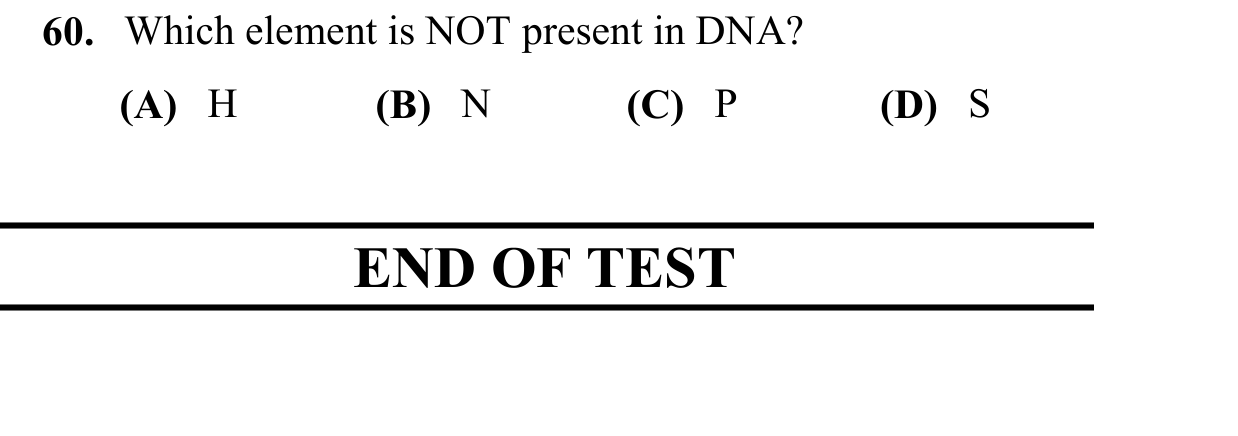 60. Which element is NOT present in DNA?
(A) H (B) N (C) P (D) S
END OF TEST